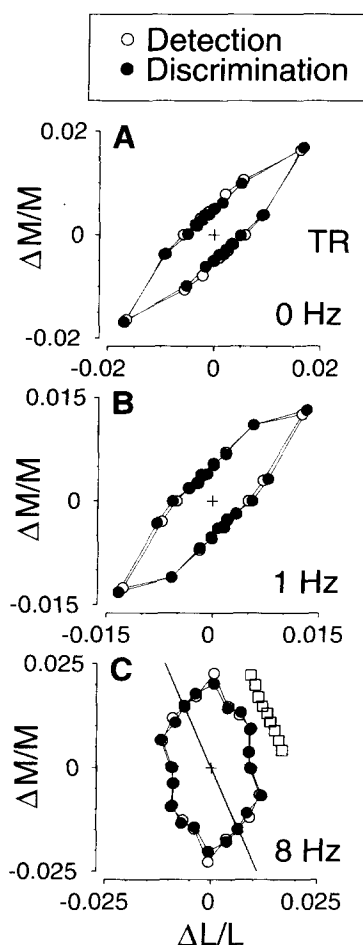 ○ Detection
● Discrimination
A
0.02
0
-0.02
ΔM/M
TR
0 Hz
-0.02
0
0.02
B
0.015
0
-0.015
ΔM/M
1 Hz
-0.015
0
0.015
C
0.025
0
-0.025
ΔM/M
8 Hz
-0.025
0
0.025
ΔL/L